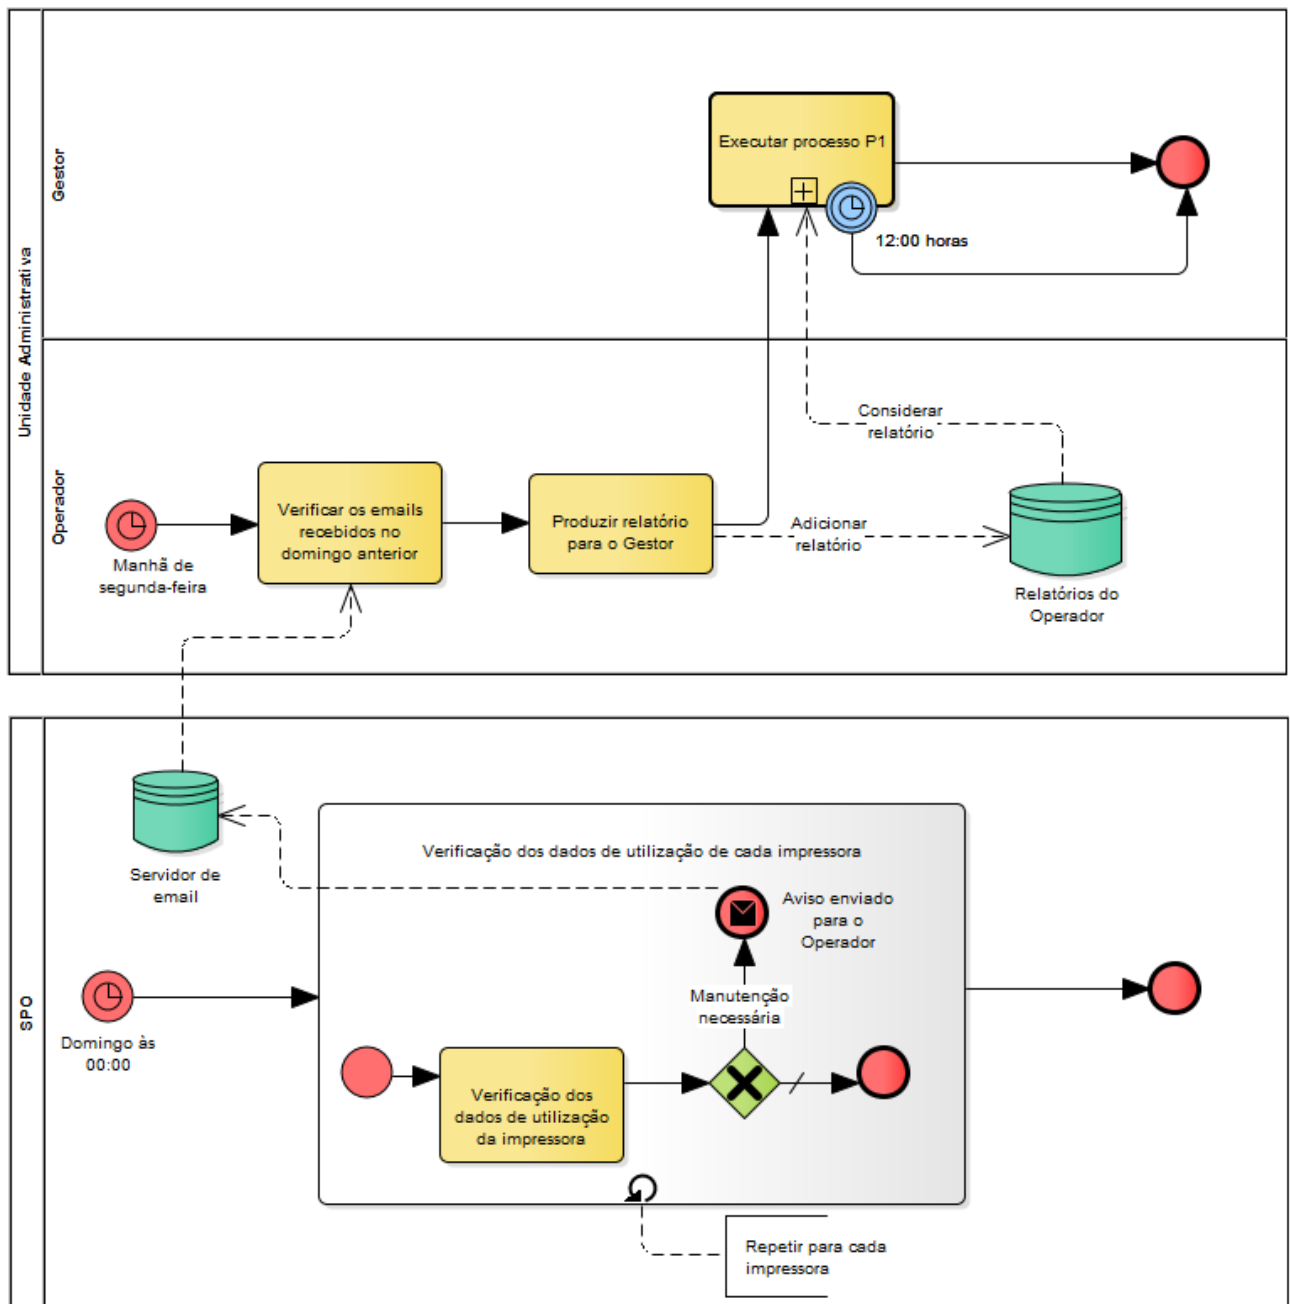 Unidade Administrativa
Gestor
Executar processo P1
12:00 horas
Operador
Manhã de
segunda-feira
Verificar os emails
recebidos no
domingo anterior
Produzir relatório
para o Gestor
Considerar
relatório
Adicionar
relatório
Relatórios do
Operador
SPO
Servidor de
email
Domingo às
00:00
Verificação dos dados de utilização de cada impressora
Aviso enviado
para o
Operador
Manutenção
necessária
Verificação dos
dados de utilização
da impressora
Repetir para cada
impressora